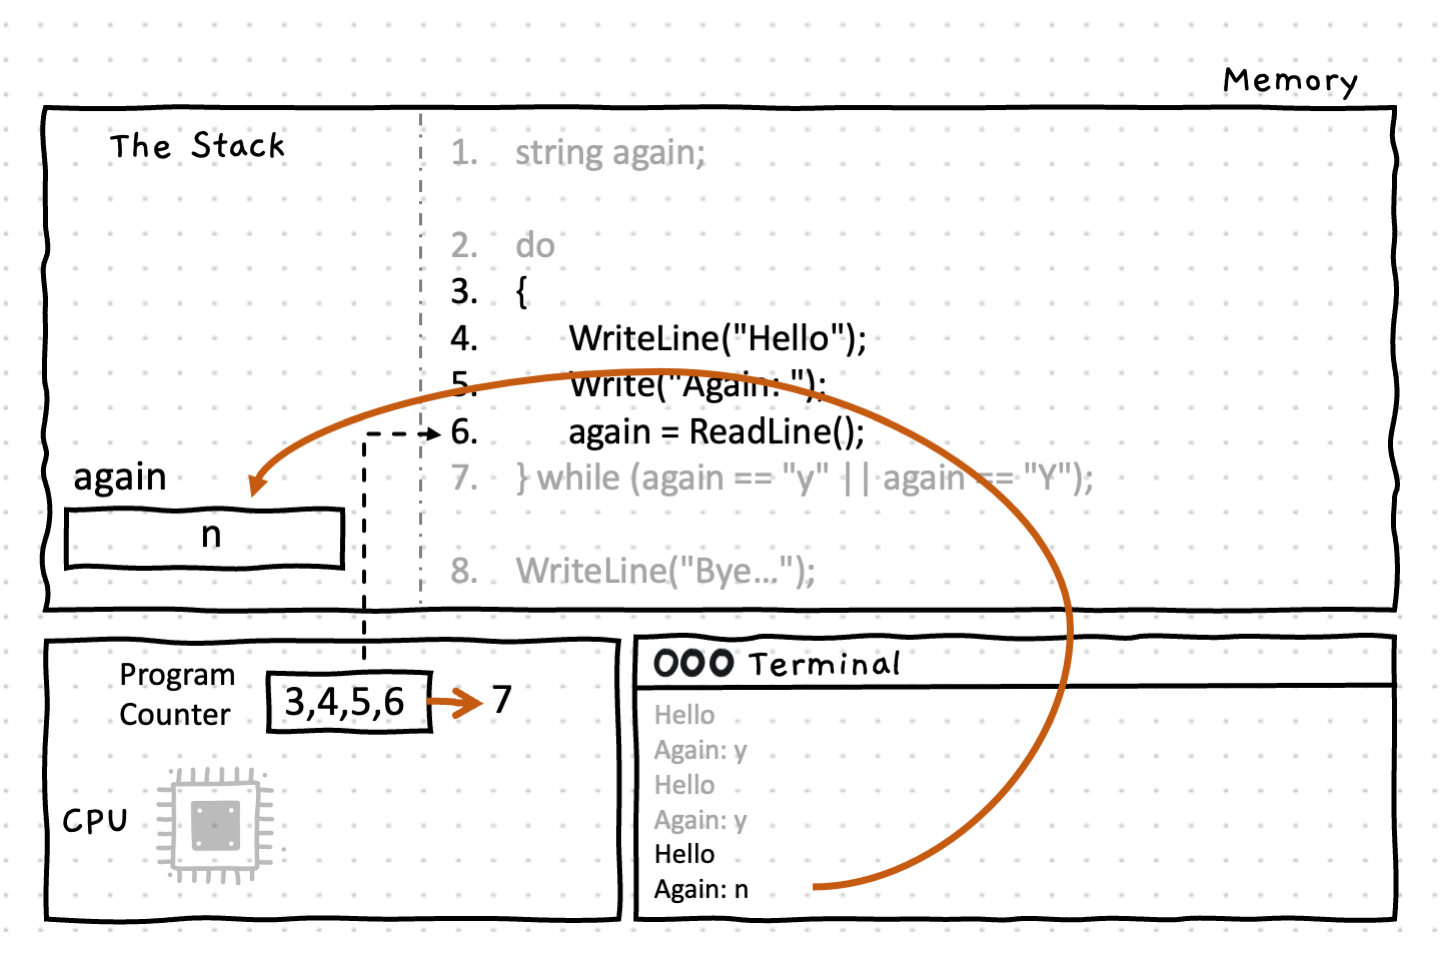 Memory
The Stack
1. string again;
2. do
3. {
4. WriteLine("Hello");
5. Write("Again: ");
6. again = ReadLine();
7. } while (again == "y" || again == "Y");
8. WriteLine("Bye...");
again
n
Program
Counter
3,4,5,6
7
CPU
Terminal
Hello
Again: y
Hello
Again: y
Hello
Again: n